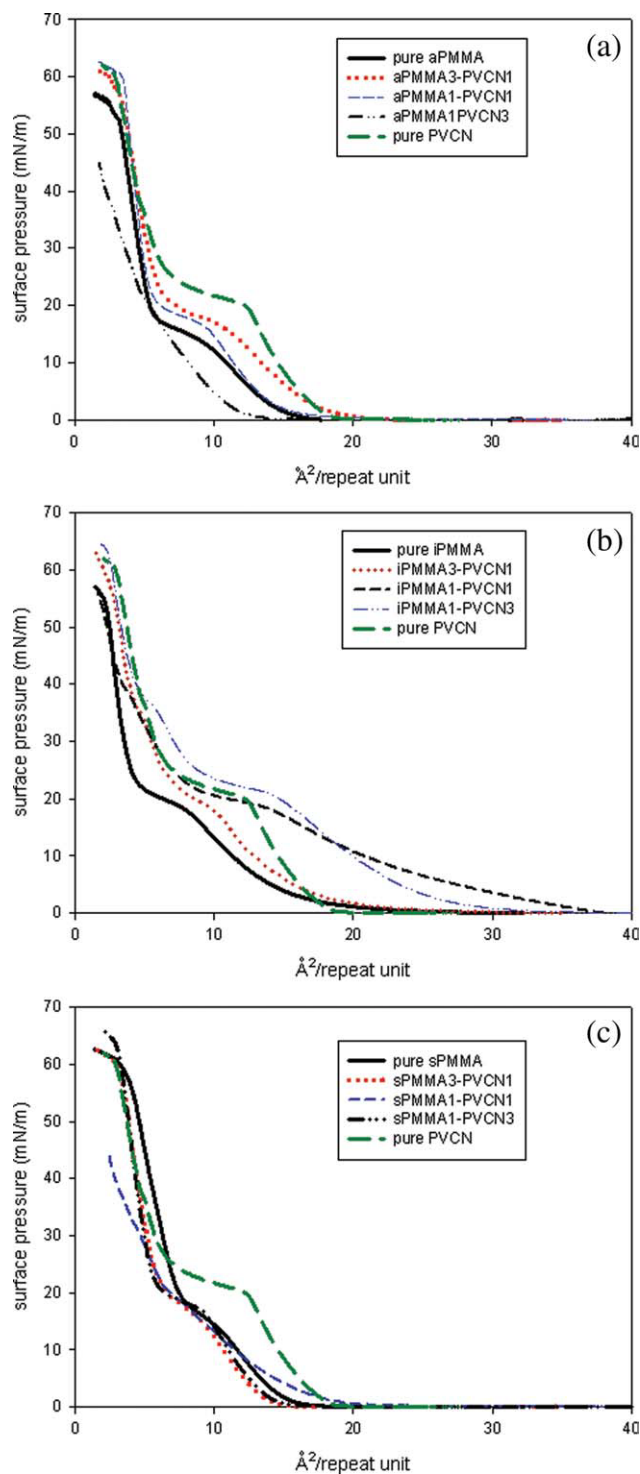 (a)
pure aPMMA
aPMMA3-PVCN1
aPMMA1-PVCN1
aPMMA1PVCN3
pure PVCN
surface pressure (mN/m)
70
60
50
40
30
20
10
0
0 10 20 30 40
Å²/repeat unit
(b)
pure iPMMA
iPMMA3-PVCN1
iPMMA1-PVCN1
iPMMA1-PVCN3
pure PVCN
surface pressure (mN/m)
70
60
50
40
30
20
10
0
0 10 20 30 40
Å²/repeat unit
(c)
pure sPMMA
sPMMA3-PVCN1
sPMMA1-PVCN1
sPMMA1-PVCN3
pure PVCN
surface pressure (mN/m)
70
60
50
40
30
20
10
0
0 10 20 30 40
Å²/repeat unit